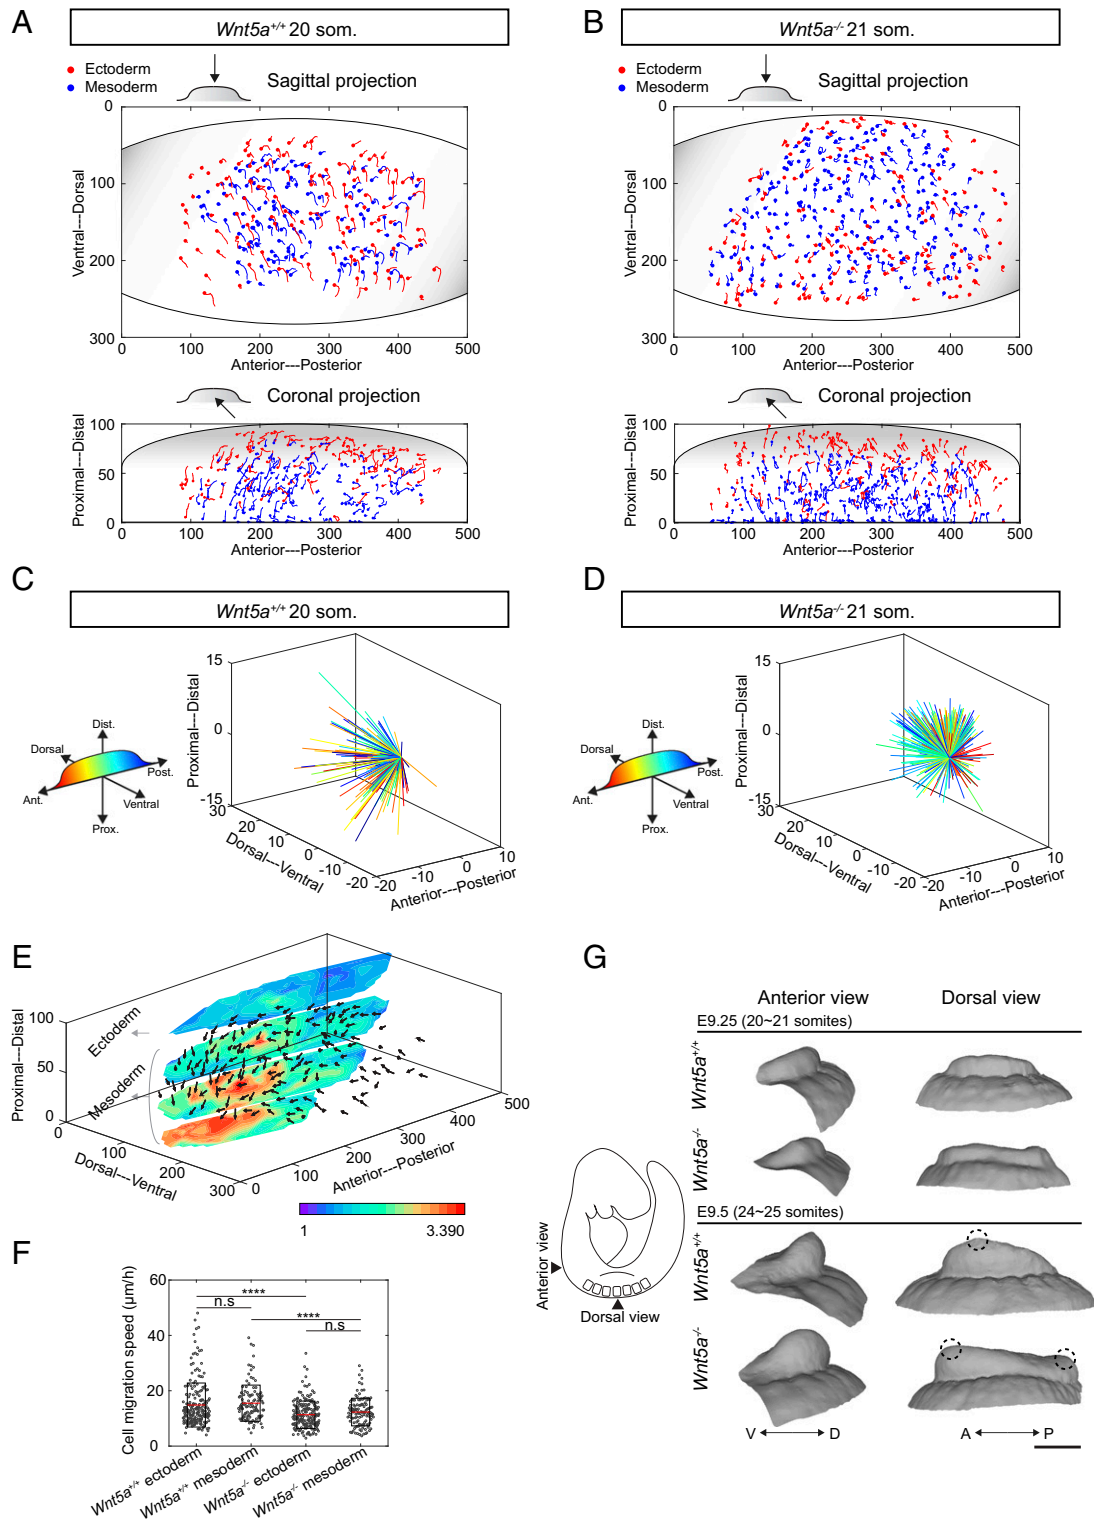 A
Wnt5a+/+ 20 som.
Ectoderm
Mesoderm
Sagittal projection
0
100
200
300
Ventral---Dorsal
0 100 200 300 400 500
Anterior---Posterior
Coronal projection
100
50
0
Proximal---Distal
0 100 200 300 400 500
Anterior---Posterior
B
Wnt5a-/- 21 som.
Ectoderm
Mesoderm
Sagittal projection
0
100
200
300
Ventral---Dorsal
0 100 200 300 400 500
Anterior---Posterior
Coronal projection
100
50
0
Proximal---Distal
0 100 200 300 400 500
Anterior---Posterior
C
Wnt5a+/+ 20 som.
Dist.
Dorsal
Post.
Ant.
Ventral
Prox.
15
0
-15
Proximal---Distal
30
20
10
0
-10
-20
Dorsal---Ventral
-20
-10
0
10
Anterior---Posterior
D
Wnt5a-/- 21 som.
Dist.
Dorsal
Post.
Ant.
Ventral
Prox.
15
0
-15
Proximal---Distal
30
20
10
0
-10
-20
Dorsal---Ventral
-20
-10
0
10
Anterior---Posterior
E
Ectoderm
Mesoderm
100
50
0
Proximal---Distal
0
100
200
300
Dorsal---Ventral
0
100
200
300
400
500
Anterior---Posterior
1 3.390
F
Cell migration speed (μm/h)
60
40
20
0
****
n.s
****
n.s
Wnt5a+/+ ectoderm
Wnt5a+/+ mesoderm
Wnt5a-/- ectoderm
Wnt5a-/- mesoderm
G
Anterior view
Dorsal view
E9.25 (20~21 somites)
Wnt5a+/+
Wnt5a-/-
E9.5 (24~25 somites)
Wnt5a+/+
Wnt5a-/-
Anterior view
Dorsal view
V D
A P